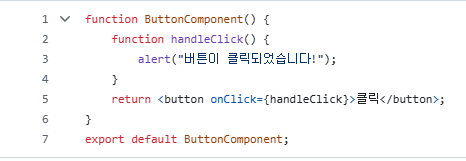 1 function ButtonComponent() {
2 function handleClick() {
3 alert("버튼이 클릭되었습니다!");
4 }
5 return <button onClick={handleClick}>클릭</button>;
6 }
7 export default ButtonComponent;